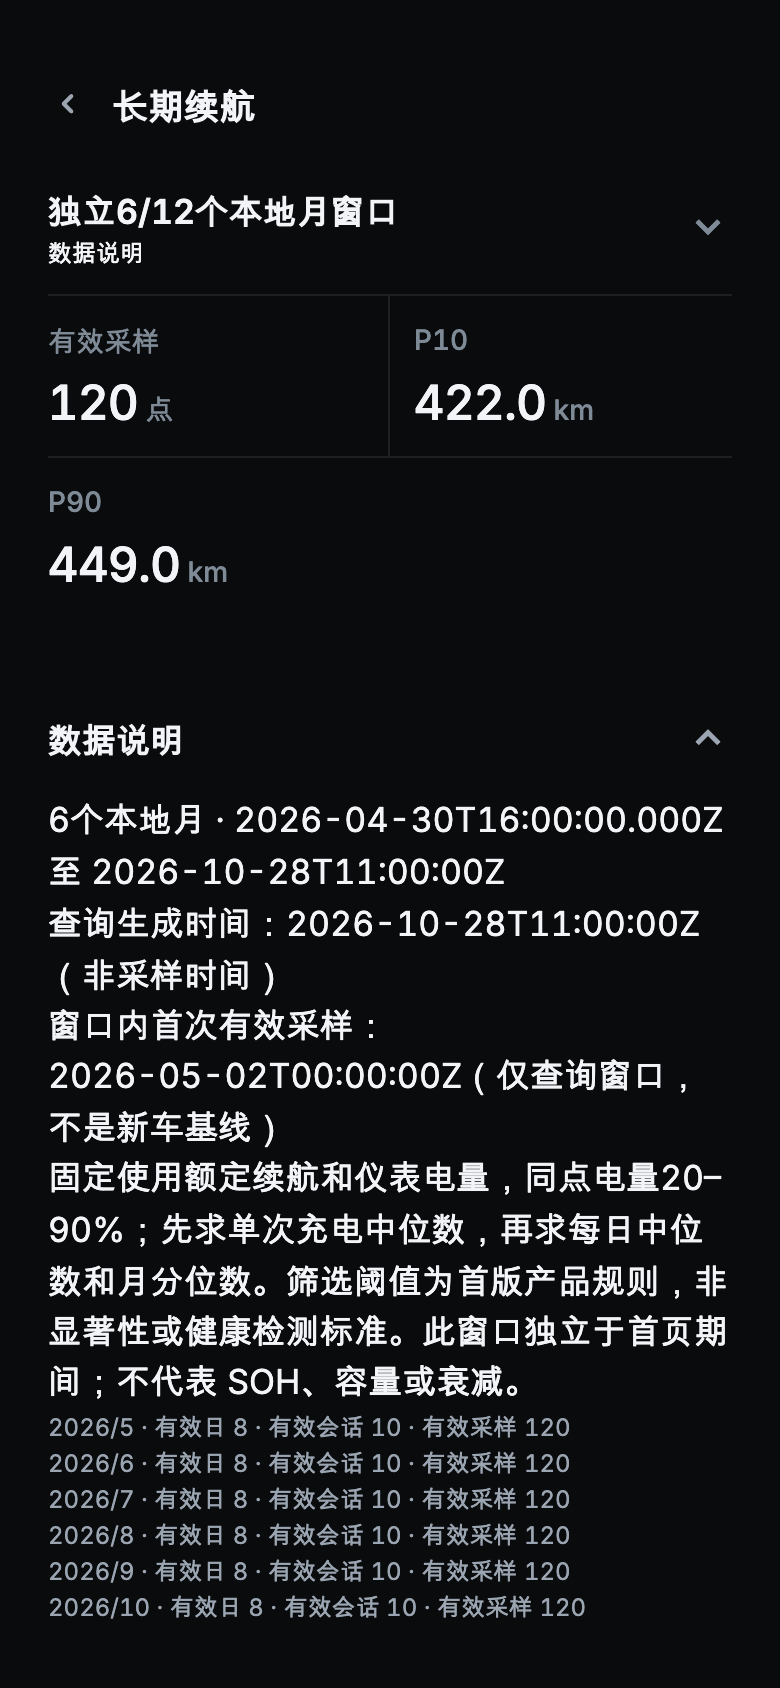 长期续航
独立6/12个本地月窗口
数据说明
有效采样
120 点
P10
422.0 km
P90
449.0 km
数据说明
6个本地月 · 2026-04-30T16:00:00.000Z
至 2026-10-28T11:00:00Z
查询生成时间：2026-10-28T11:00:00Z
（非采样时间）
窗口内首次有效采样：
2026-05-02T00:00:00Z（仅查询窗口，
不是新车基线）
固定使用额定续航和仪表电量，同点电量20–
90%；先求单次充电中位数，再求每日中位
数和月分位数。筛选阈值为首版产品规则，非
显著性或健康检测标准。此窗口独立于首页期
间；不代表 SOH、容量或衰减。
2026/5 · 有效日 8 · 有效会话 10 · 有效采样 120
2026/6 · 有效日 8 · 有效会话 10 · 有效采样 120
2026/7 · 有效日 8 · 有效会话 10 · 有效采样 120
2026/8 · 有效日 8 · 有效会话 10 · 有效采样 120
2026/9 · 有效日 8 · 有效会话 10 · 有效采样 120
2026/10 · 有效日 8 · 有效会话 10 · 有效采样 120